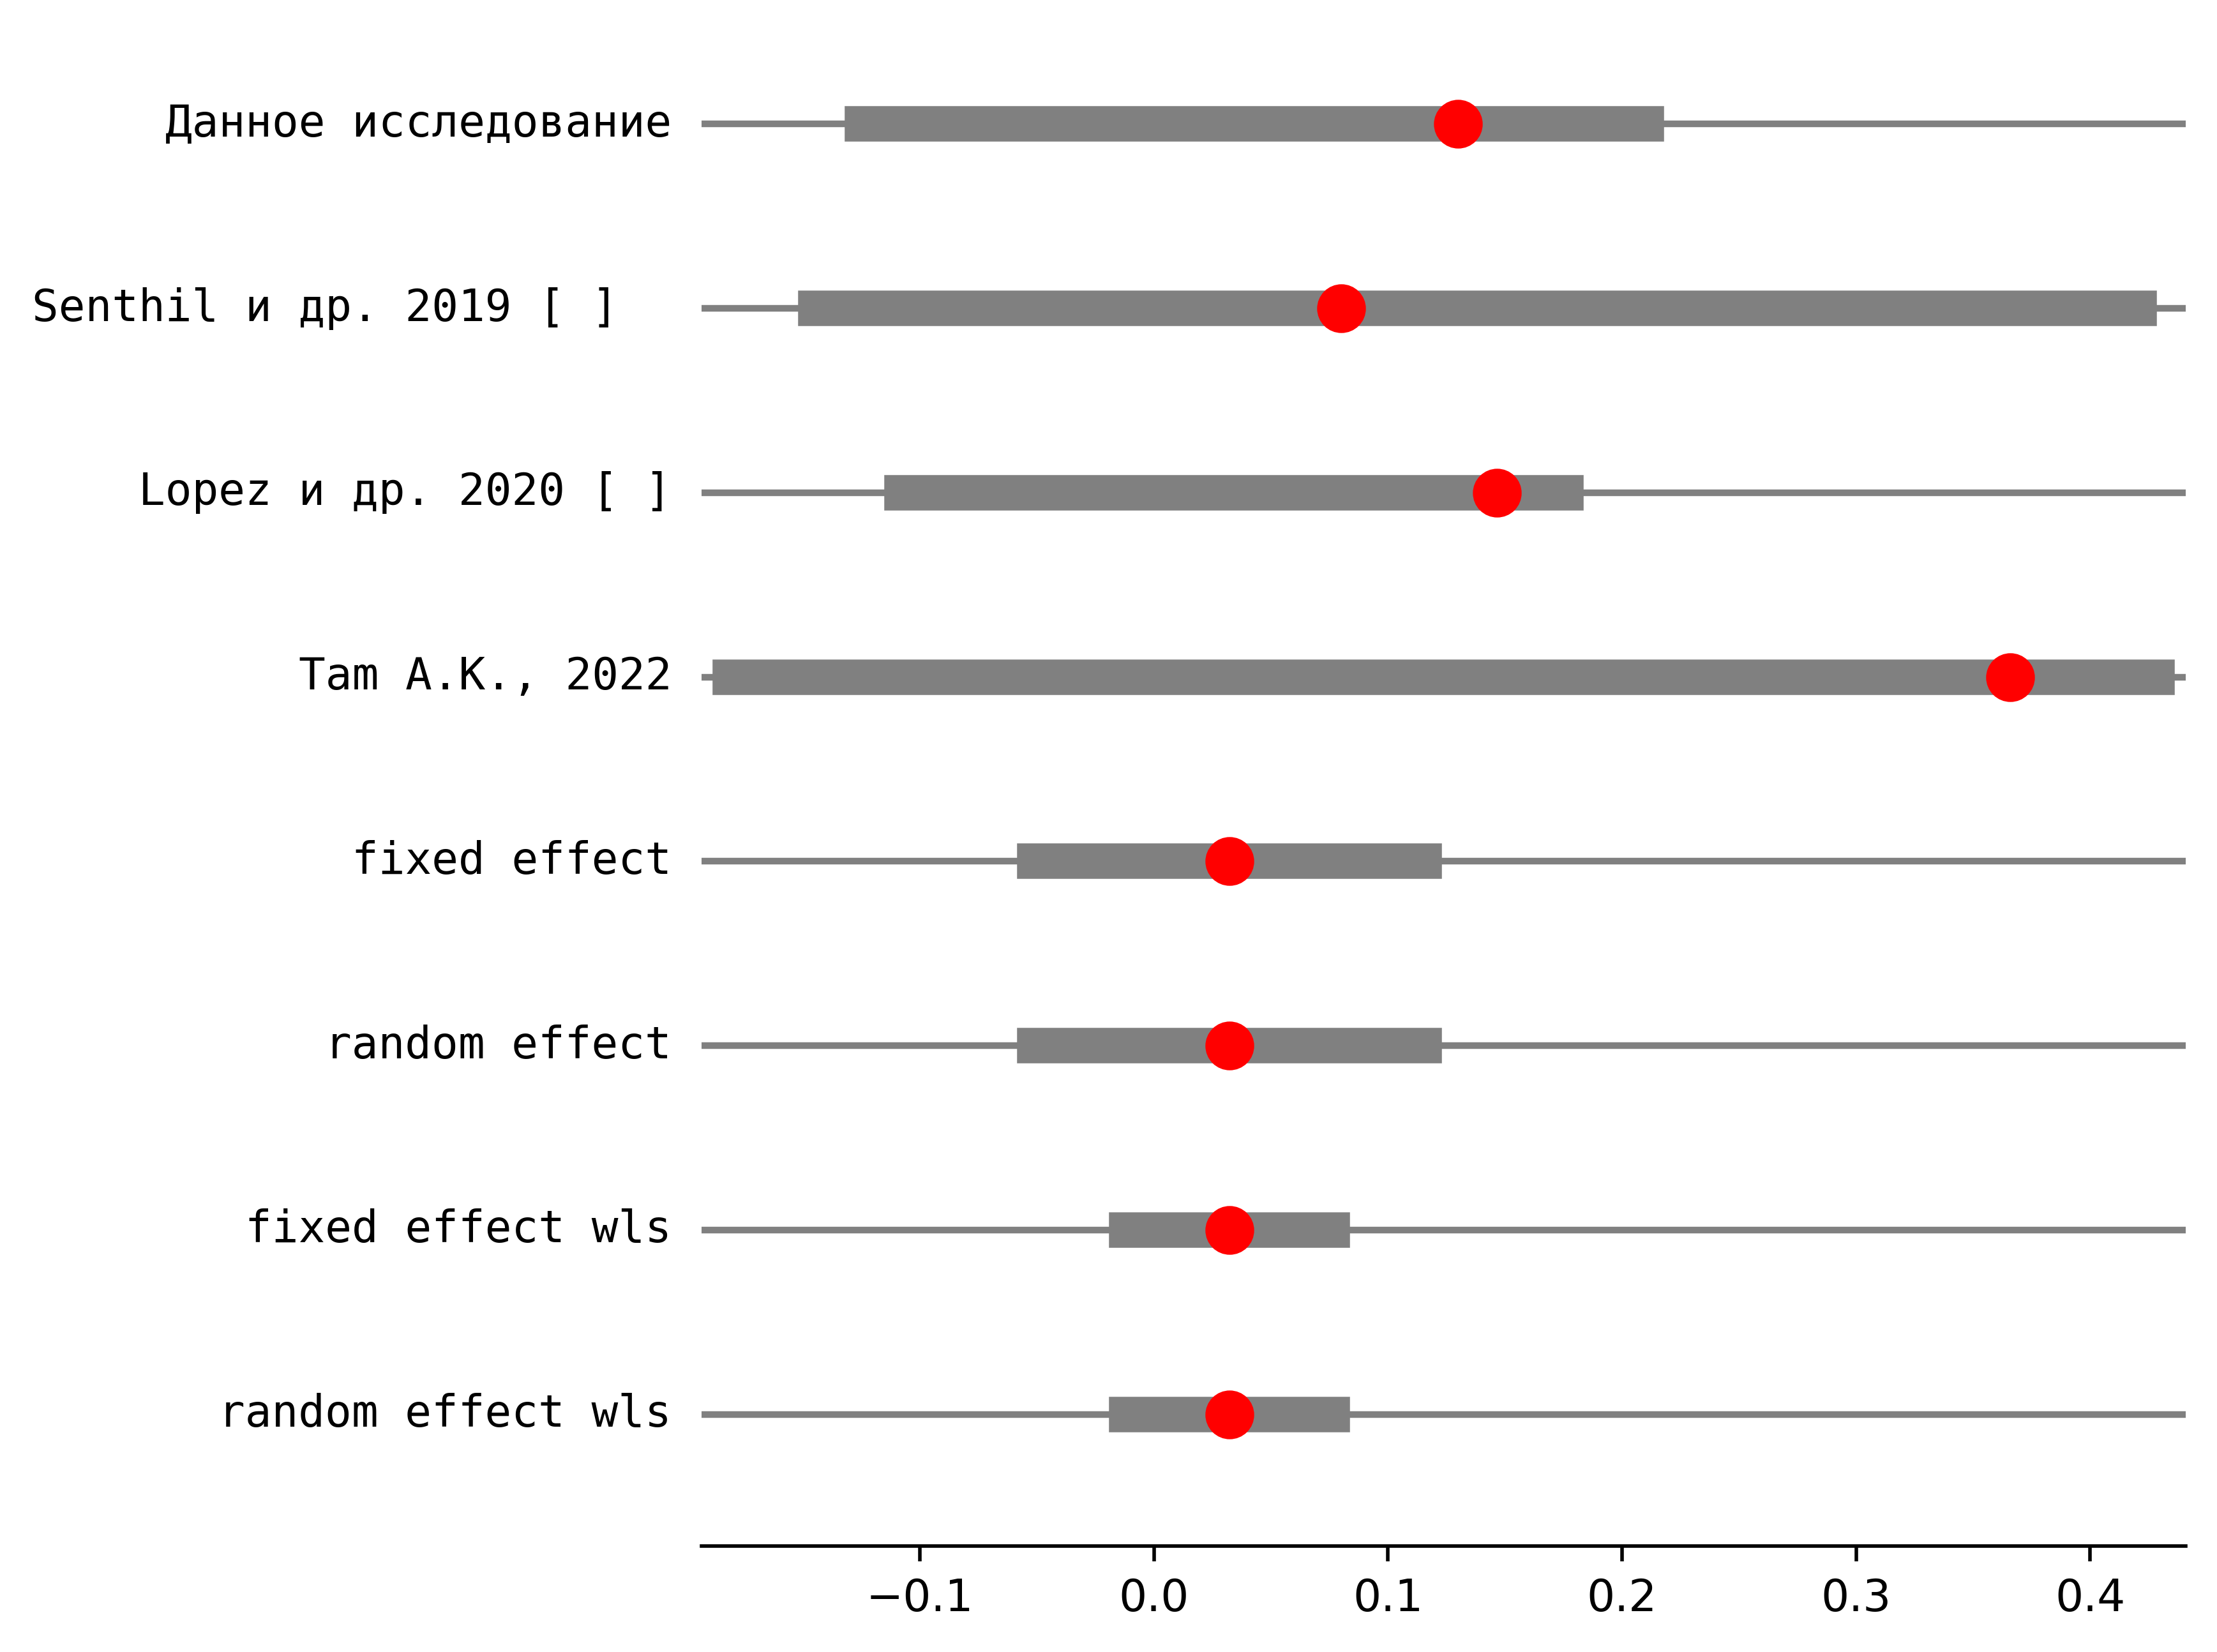 Данное исследование
Senthil и др. 2019 [ ]
Lopez и др. 2020 [ ]
Tam A.K., 2022
fixed effect
random effect
fixed effect wls
random effect wls
−0.1 0.0 0.1 0.2 0.3 0.4